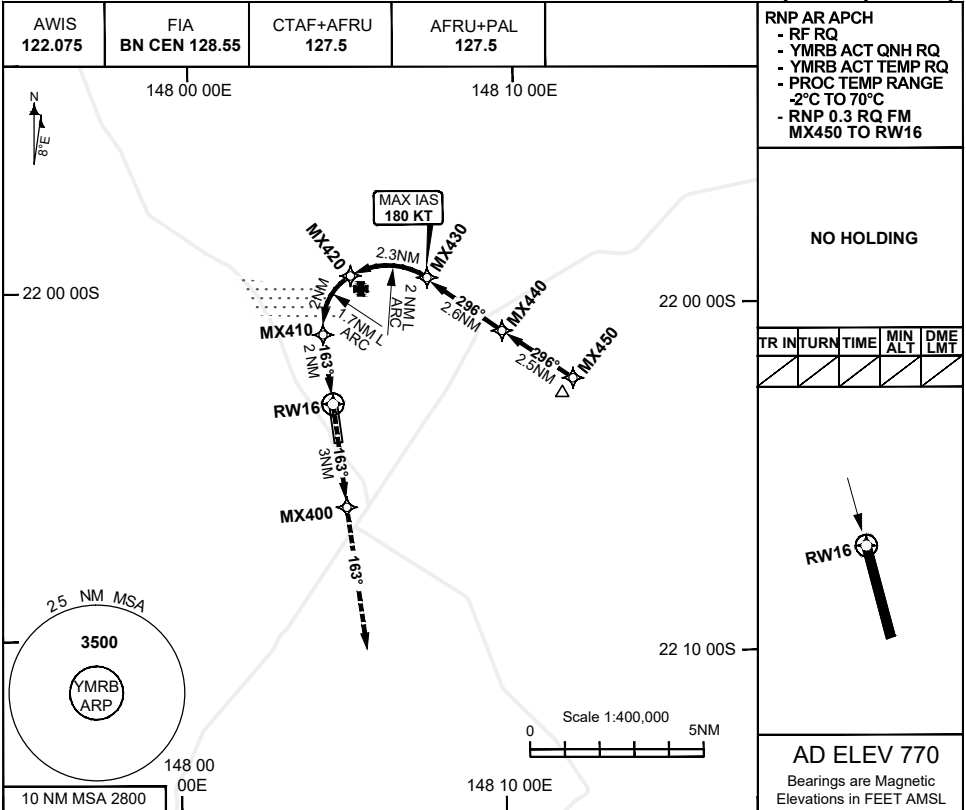 AWIS
122.075
FIA
BN CEN 128.55
CTAF+AFRU
127.5
AFRU+PAL
127.5
RNP AR APCH
- RF RQ
- YMRB ACT QNH RQ
- YMRB ACT TEMP RQ
- PROC TEMP RANGE
-2°C TO 70°C
- RNP 0.3 RQ FM
MX450 TO RW16
148 00 00E
148 10 00E
N
8°E
MAX IAS
180 KT
MX420
2.3NM
MX430
NO HOLDING
22 00 00S
2NM
2 NM L
ARC
296°
2.6NM
MX440
22 00 00S
MX410
1.7NM L
ARC
296°
2.5NM
MX450
TR IN
TURN
TIME
MIN
ALT
DME
LMT
163°
2 NM
RW16
163°
3NM
MX400
163°
RW16
25 NM MSA
3500
YMRB
ARP
22 10 00S
Scale 1:400,000
0
5NM
148 00
00E
148 10 00E
10 NM MSA 2800
AD ELEV 770
Bearings are Magnetic
Elevations in FEET AMSL